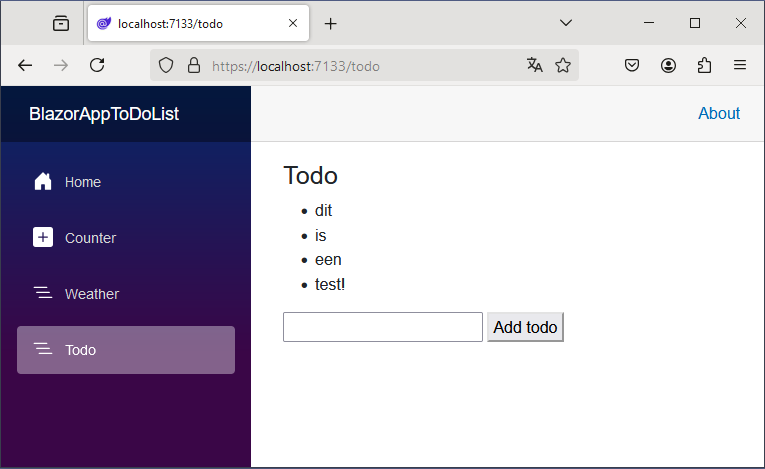 localhost:7133/todo
https://localhost:7133/todo
BlazorAppToDoList
About
Home
Counter
Weather
Todo
Todo
dit
is
een
test!
Add todo